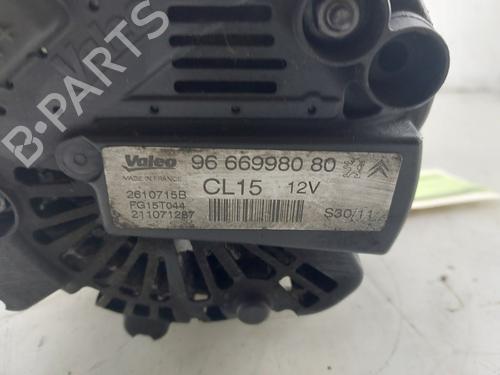 B-PARTS
Valeo 96 669980 80
MADE IN FRANCE
CL15 12V
2610715B
FG15T044
211071287
S30/11